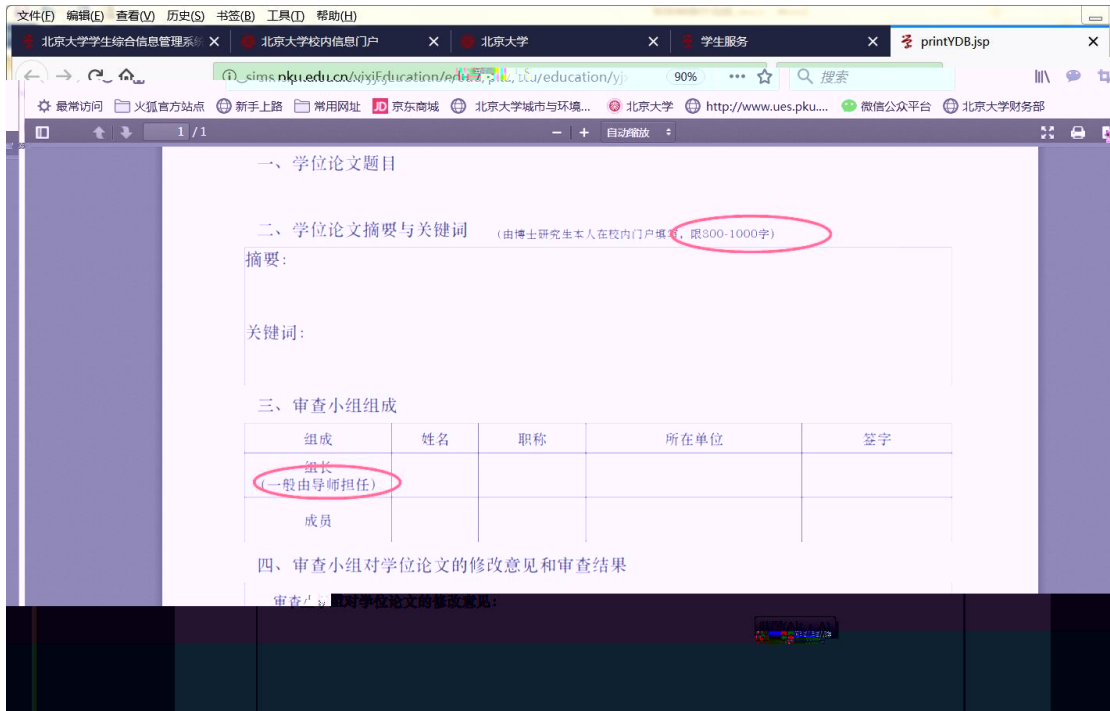 文件(F) 编辑(E) 查看(V) 历史(S) 书签(B) 工具(T) 帮助(H)
北京大学学生综合信息管理系统 北京大学校内信息门户 北京大学 学生服务 printYDB.jsp
90% 搜索
最常访问 火狐官方站点 新手上路 常用网址 JD 京东商城 北京大学城市与环境... 北京大学 http://www.ues.pku.... 微信公众平台 北京大学财务部
1 / 1 自动缩放
一、学位论文题目
二、学位论文摘要与关键词 (由博士研究生本人在校内门户填写，限800-1000字)
摘要：
关键词：
三、审查小组组成
组成 姓名 职称 所在单位 签字
组长
(一般由导师担任)
成员
四、审查小组对学位论文的修改意见和审查结果
审查小组对学位论文的修改意见：